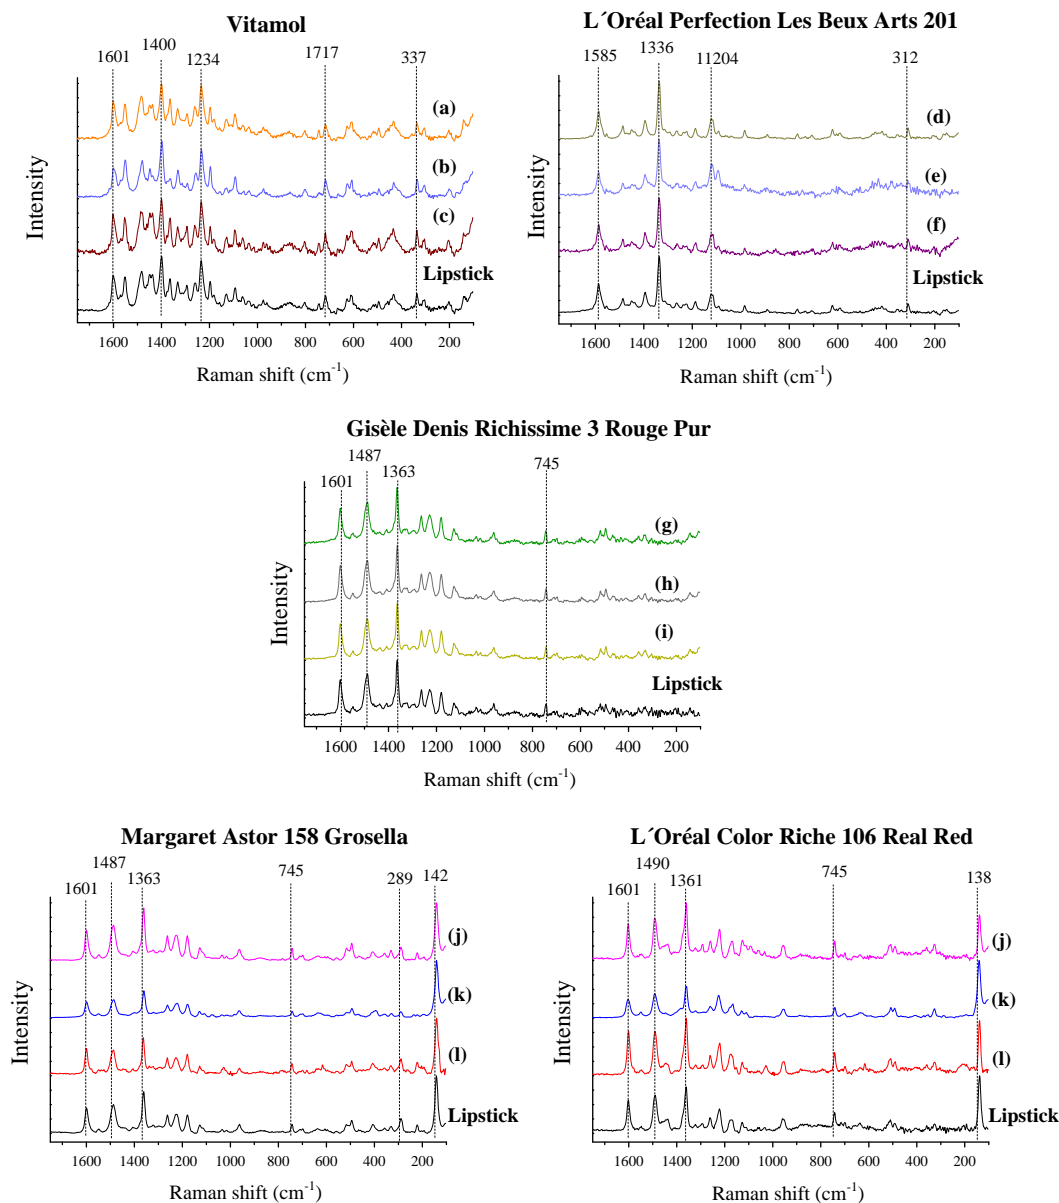 Vitamol
1601 1400 1234 1717 337
(a)
(b)
(c)
Lipstick
Intensity
1600 1400 1200 1000 800 600 400 200
Raman shift (cm-1)
L´Oréal Perfection Les Beux Arts 201
1585 1336 11204 312
(d)
(e)
(f)
Lipstick
Intensity
1600 1400 1200 1000 800 600 400 200
Raman shift (cm-1)
Gisèle Denis Richissime 3 Rouge Pur
1601 1487 1363 745
(g)
(h)
(i)
Lipstick
Intensity
1600 1400 1200 1000 800 600 400 200
Raman shift (cm-1)
Margaret Astor 158 Grosella
1601 1487 1363 745 289 142
(j)
(k)
(l)
Lipstick
Intensity
1600 1400 1200 1000 800 600 400 200
Raman shift (cm-1)
L´Oréal Color Riche 106 Real Red
1601 1490 1361 745 138
(j)
(k)
(l)
Lipstick
Intensity
1600 1400 1200 1000 800 600 400 200
Raman shift (cm-1)